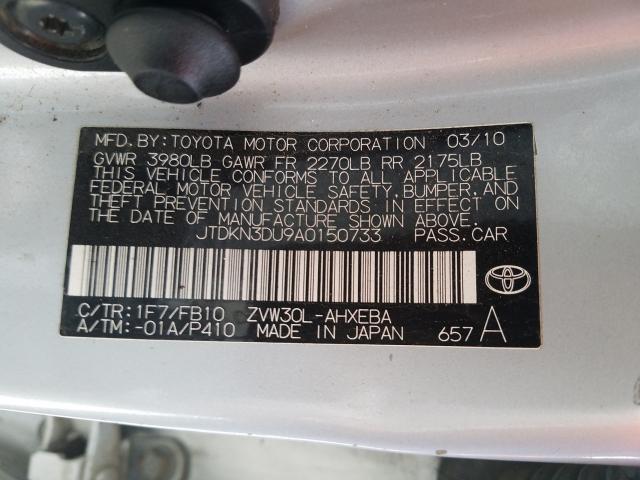 MFD. BY: TOYOTA MOTOR CORPORATION 03/10
GVWR 3980LB GAWR FR 2270LB RR 2175LB
THIS VEHICLE CONFORMS TO ALL APPLICABLE
FEDERAL MOTOR VEHICLE SAFETY, BUMPER, AND
THEFT PREVENTION STANDARDS IN EFFECT ON
THE DATE OF MANUFACTURE SHOWN ABOVE.
JTDKN3DU9A0150733 PASS. CAR
C/TR: 1F7/FB10 ZVW30L-AHXEBA
A/TM: -01A/P410 MADE IN JAPAN 657 A